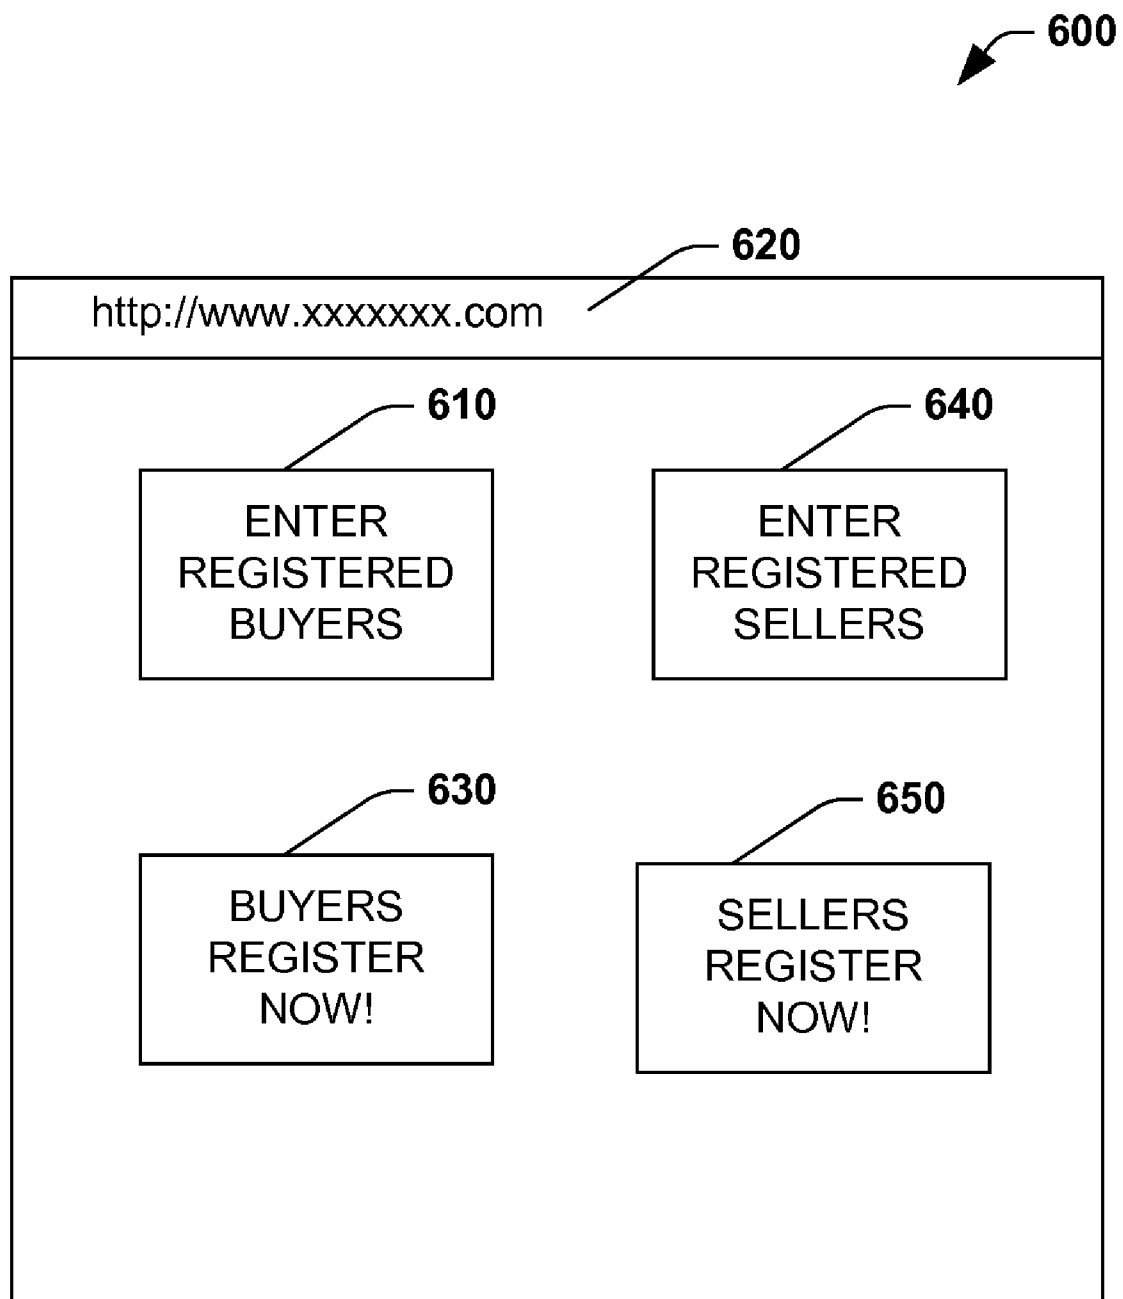 600
620
http://www.xxxxxxx.com
610
640
ENTER
REGISTERED
BUYERS
ENTER
REGISTERED
SELLERS
630
650
BUYERS
REGISTER
NOW!
SELLERS
REGISTER
NOW!